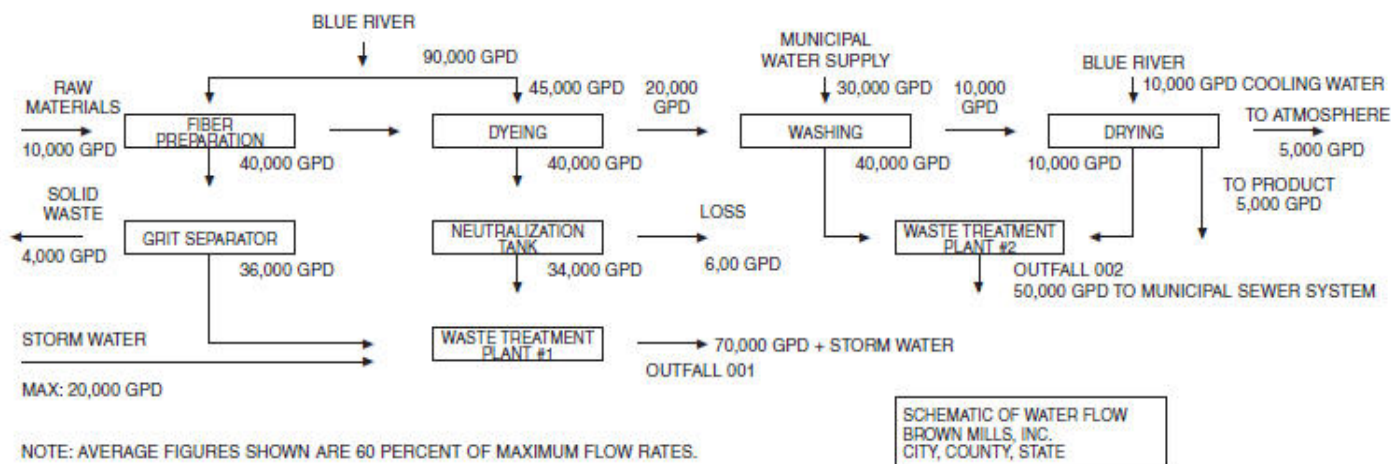 BLUE RIVER
90,000 GPD
RAW
MATERIALS
10,000 GPD
FIBER
PREPARATION
40,000 GPD
45,000 GPD
DYEING
40,000 GPD
20,000
GPD
MUNICIPAL
WATER SUPPLY
30,000 GPD
WASHING
40,000 GPD
10,000
GPD
BLUE RIVER
10,000 GPD COOLING WATER
DRYING
10,000 GPD
TO ATMOSPHERE
5,000 GPD
TO PRODUCT
5,000 GPD
SOLID
WASTE
4,000 GPD
GRIT SEPARATOR
36,000 GPD
NEUTRALIZATION
TANK
34,000 GPD
LOSS
6,00 GPD
WASTE TREATMENT
PLANT #2
OUTFALL 002
50,000 GPD TO MUNICIPAL SEWER SYSTEM
STORM WATER
MAX: 20,000 GPD
WASTE TREATMENT
PLANT #1
70,000 GPD + STORM WATER
OUTFALL 001
NOTE: AVERAGE FIGURES SHOWN ARE 60 PERCENT OF MAXIMUM FLOW RATES.
SCHEMATIC OF WATER FLOW
BROWN MILLS, INC.
CITY, COUNTY, STATE